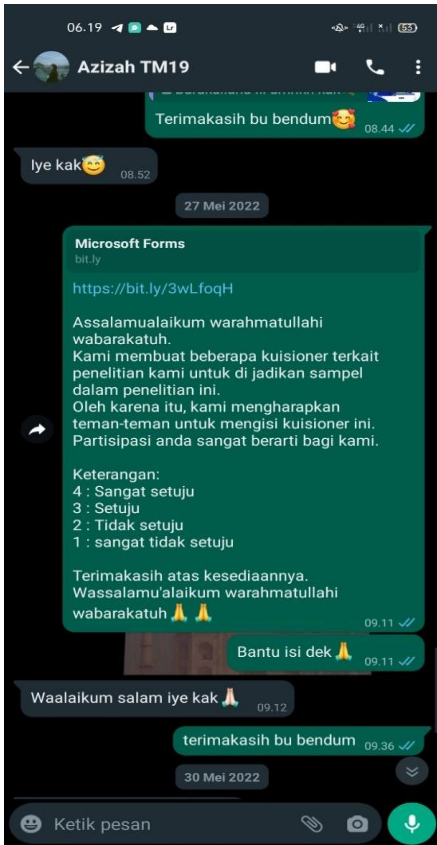 06.19
53
Azizah TM19
Terimakasih bu bendum🥰
08.44
Iye kak😇
08.52
27 Mei 2022
Microsoft Forms
bit.ly
https://bit.ly/3wLfoqH
Assalamualaikum warahmatullahi
wabarakatuh.
Kami membuat beberapa kuisioner terkait
penelitian kami untuk di jadikan sampel
dalam penelitian ini.
Oleh karena itu, kami mengharapkan
teman-teman untuk mengisi kuisioner ini.
Partisipasi anda sangat berarti bagi kami.
Keterangan:
4 : Sangat setuju
3 : Setuju
2 : Tidak setuju
1 : sangat tidak setuju
Terimakasih atas kesediaannya.
Wassalamu'alaikum warahmatullahi
wabarakatuh🙏 🙏
09.11
Bantu isi dek🙏
09.11
Waalaikum salam iye kak🙏🏻
09.12
terimakasih bu bendum
09.36
30 Mei 2022
Ketik pesan